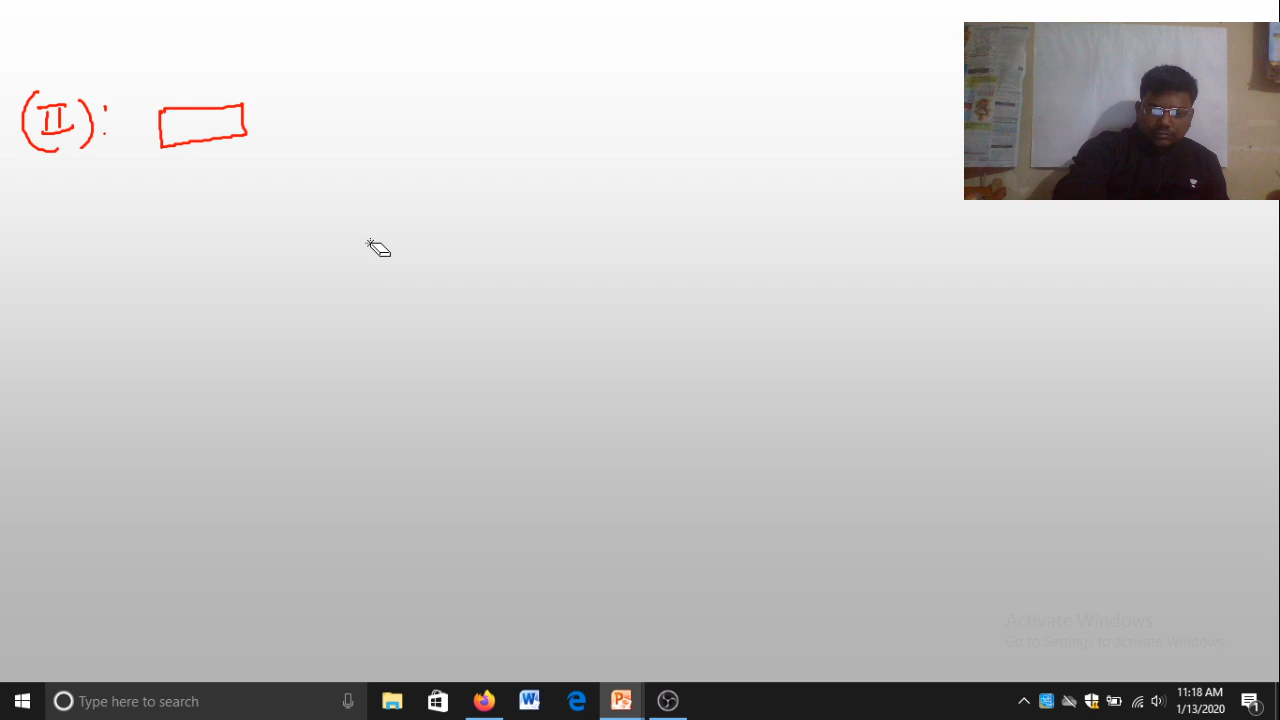 (II):
Activate Windows
Go to Settings to activate Windows.
Type here to search
11:18 AM
1/13/2020
1